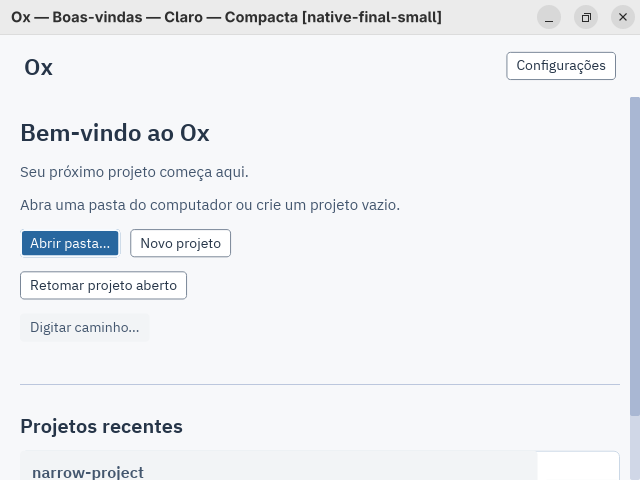 Ox — Boas-vindas — Claro — Compacta [native-final-small]
Ox
Configurações
Bem-vindo ao Ox
Seu próximo projeto começa aqui.
Abra uma pasta do computador ou crie um projeto vazio.
Abrir pasta...
Novo projeto
Retomar projeto aberto
Digitar caminho...
Projetos recentes
narrow-project